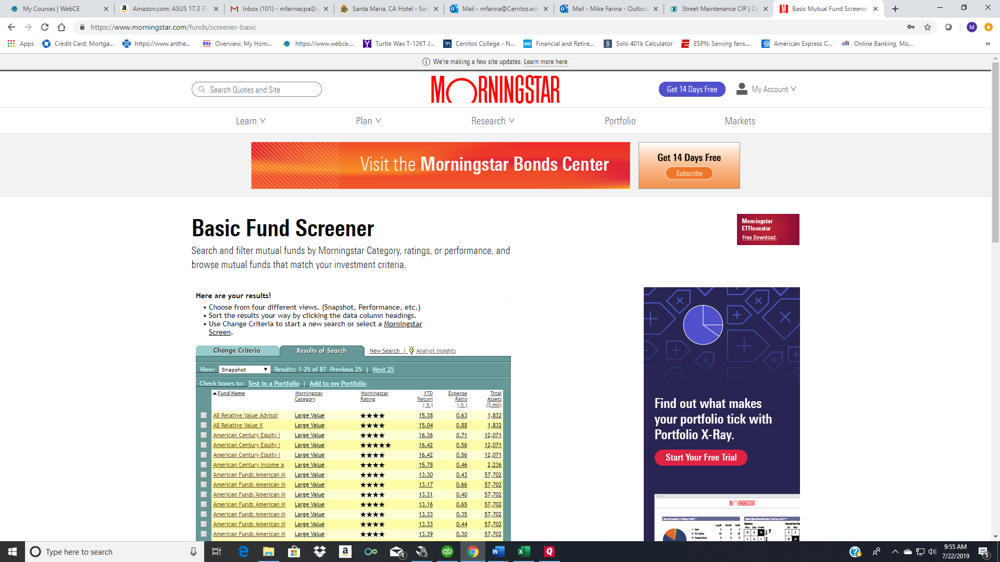 My Courses | WebCE
Amazon.com: ASUS 17.3 i7-
Inbox (101) - mfarinacpa@g
Santa Maria, CA Hotel - San
Mail - mfarina@Cerritos.edu
Mail - Mike Farina - Outlook
Street Maintenance CIP | Cit
Basic Mutual Fund Screener
https://www.morningstar.com/funds/screener-basic
M
Apps
Credit Card, Mortga...
https://www.anthe...
SSA Overview, My Hom...
https://www.webce....
Turtle Wax T-12KT J...
Cerritos College - N...
Financial and Retire...
Solo 401k Calculator
ESPN: Serving fans....
American Express C...
citi Online Banking, Mo...
»
We're making a few site updates. Learn more here.
Search Quotes and Site
MORNINGSTAR
Get 14 Days Free
My Account
Learn
Plan
Research
Portfolio
Markets
Visit the Morningstar Bonds Center
Get 14 Days Free
Subscribe
Basic Fund Screener
Search and filter mutual funds by Morningstar Category, ratings, or performance, and
browse mutual funds that match your investment criteria.
Morningstar
ETFInvestor
Free Download.
Here are your results!
• Choose from four different views. (Snapshot, Performance, etc.)
• Sort the results your way by clicking the data column headings.
• Use Change Criteria to start a new search or select a Morningstar
Screen.
Change Criteria
Results of Search
New Search | Analyst Insights
View: Snapshot Results: 1-25 of 87 Previous 25 | Next 25
Check boxes to: Test in a Portfolio | Add to my Portfolio
Fund Name Morningstar Category Morningstar Rating YTD Return (%) Expense Ratio (%) Total Assets ($ mil)
AB Relative Value Advisor Large Value ★★★★ 15.38 0.63 1,832
AB Relative Value K Large Value ★★★★ 15.04 0.88 1,832
American Century Equity I Large Value ★★★★ 16.36 0.71 12,071
American Century Equity I Large Value ★★★★★ 16.42 0.56 12,071
American Century Equity I Large Value ★★★★ 16.42 0.56 12,071
American Century Income a Large Value ★★★★ 15.78 0.46 2,236
American Funds American M Large Value ★★★★ 13.30 0.43 57,702
American Funds American M Large Value ★★★★ 13.17 0.66 57,702
American Funds American M Large Value ★★★★ 13.31 0.40 57,702
American Funds American M Large Value ★★★★ 13.16 0.65 57,702
American Funds American M Large Value ★★★★ 13.33 0.35 57,702
American Funds American M Large Value ★★★★ 13.33 0.44 57,702
American Funds American M Large Value ★★★★ 13.39 0.30 57,702
Find out what makes
your portfolio tick with
Portfolio X-Ray.
Start Your Free Trial
MORNINGSTAR
Type here to search
9:55 AM
7/22/2019
5